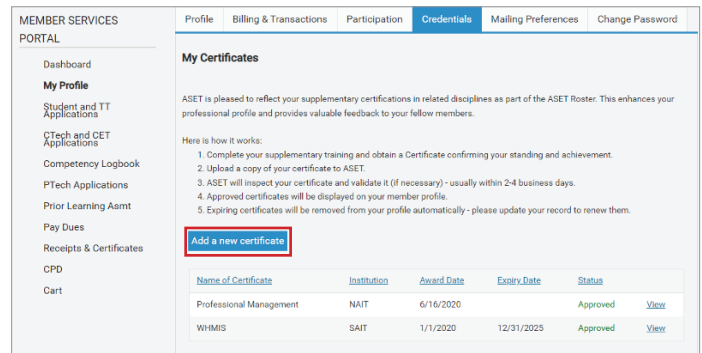 MEMBER SERVICES
PORTAL
Dashboard
My Profile
Student and TT
Applications
CTech and CET
Applications
Competency Logbook
PTech Applications
Prior Learning Asmt
Pay Dues
Receipts & Certificates
CPD
Cart
Profile Billing & Transactions Participation Credentials Mailing Preferences Change Password
My Certificates
ASET is pleased to reflect your supplementary certifications in related disciplines as part of the ASET Roster. This enhances your
professional profile and provides valuable feedback to your fellow members.
Here is how it works:
1. Complete your supplementary training and obtain a Certificate confirming your standing and achievement.
2. Upload a copy of your certificate to ASET.
3. ASET will inspect your certificate and validate it (if necessary) - usually within 2-4 business days.
4. Approved certificates will be displayed on your member profile.
5. Expiring certificates will be removed from your profile automatically - please update your record to renew them.
Add a new certificate
Name of Certificate Institution Award Date Expiry Date Status
Professional Management NAIT 6/16/2020 Approved View
WHMIS SAIT 1/1/2020 12/31/2025 Approved View